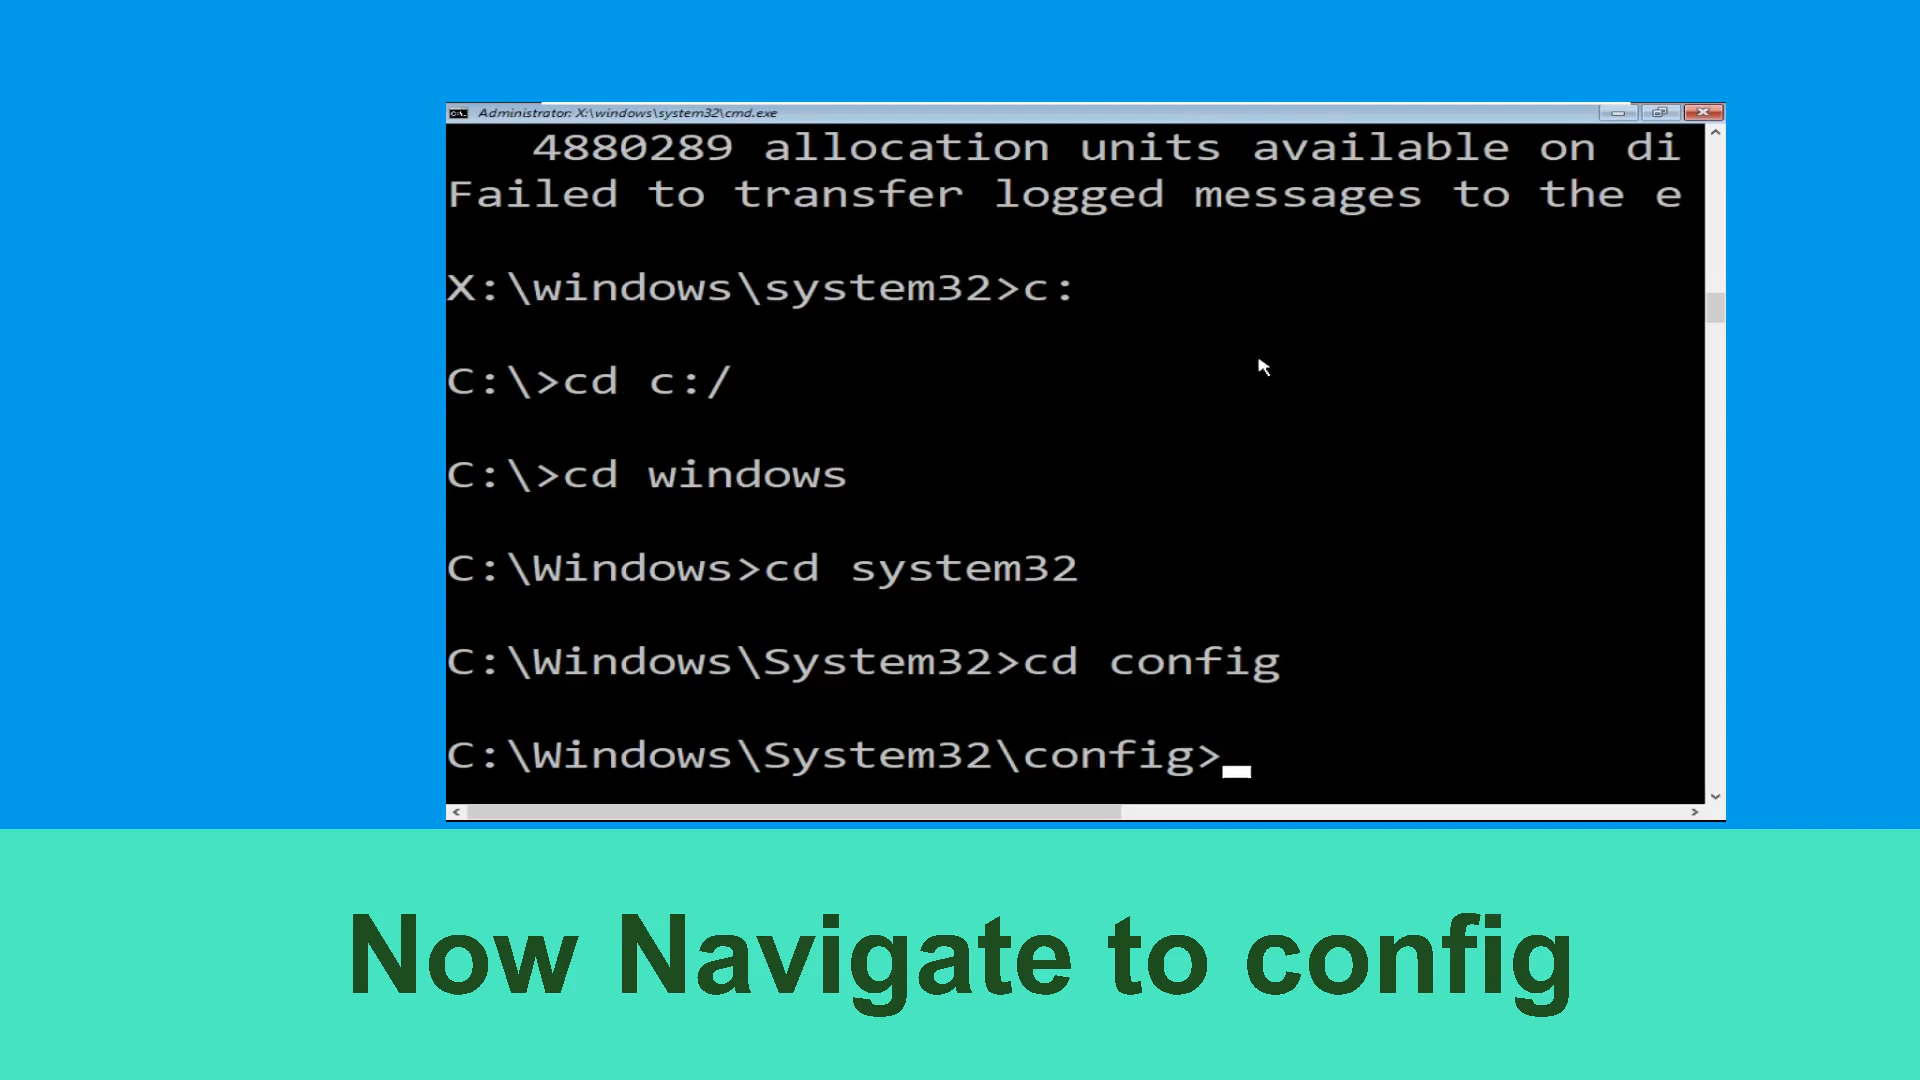 Administrator: X:\windows\system32\cmd.exe
4880289 allocation units available on di
Failed to transfer logged messages to the e
X:\windows\system32>c:
C:\>cd c:/
C:\>cd windows
C:\Windows>cd system32
C:\Windows\System32>cd config
C:\Windows\System32\config>
Now Navigate to config